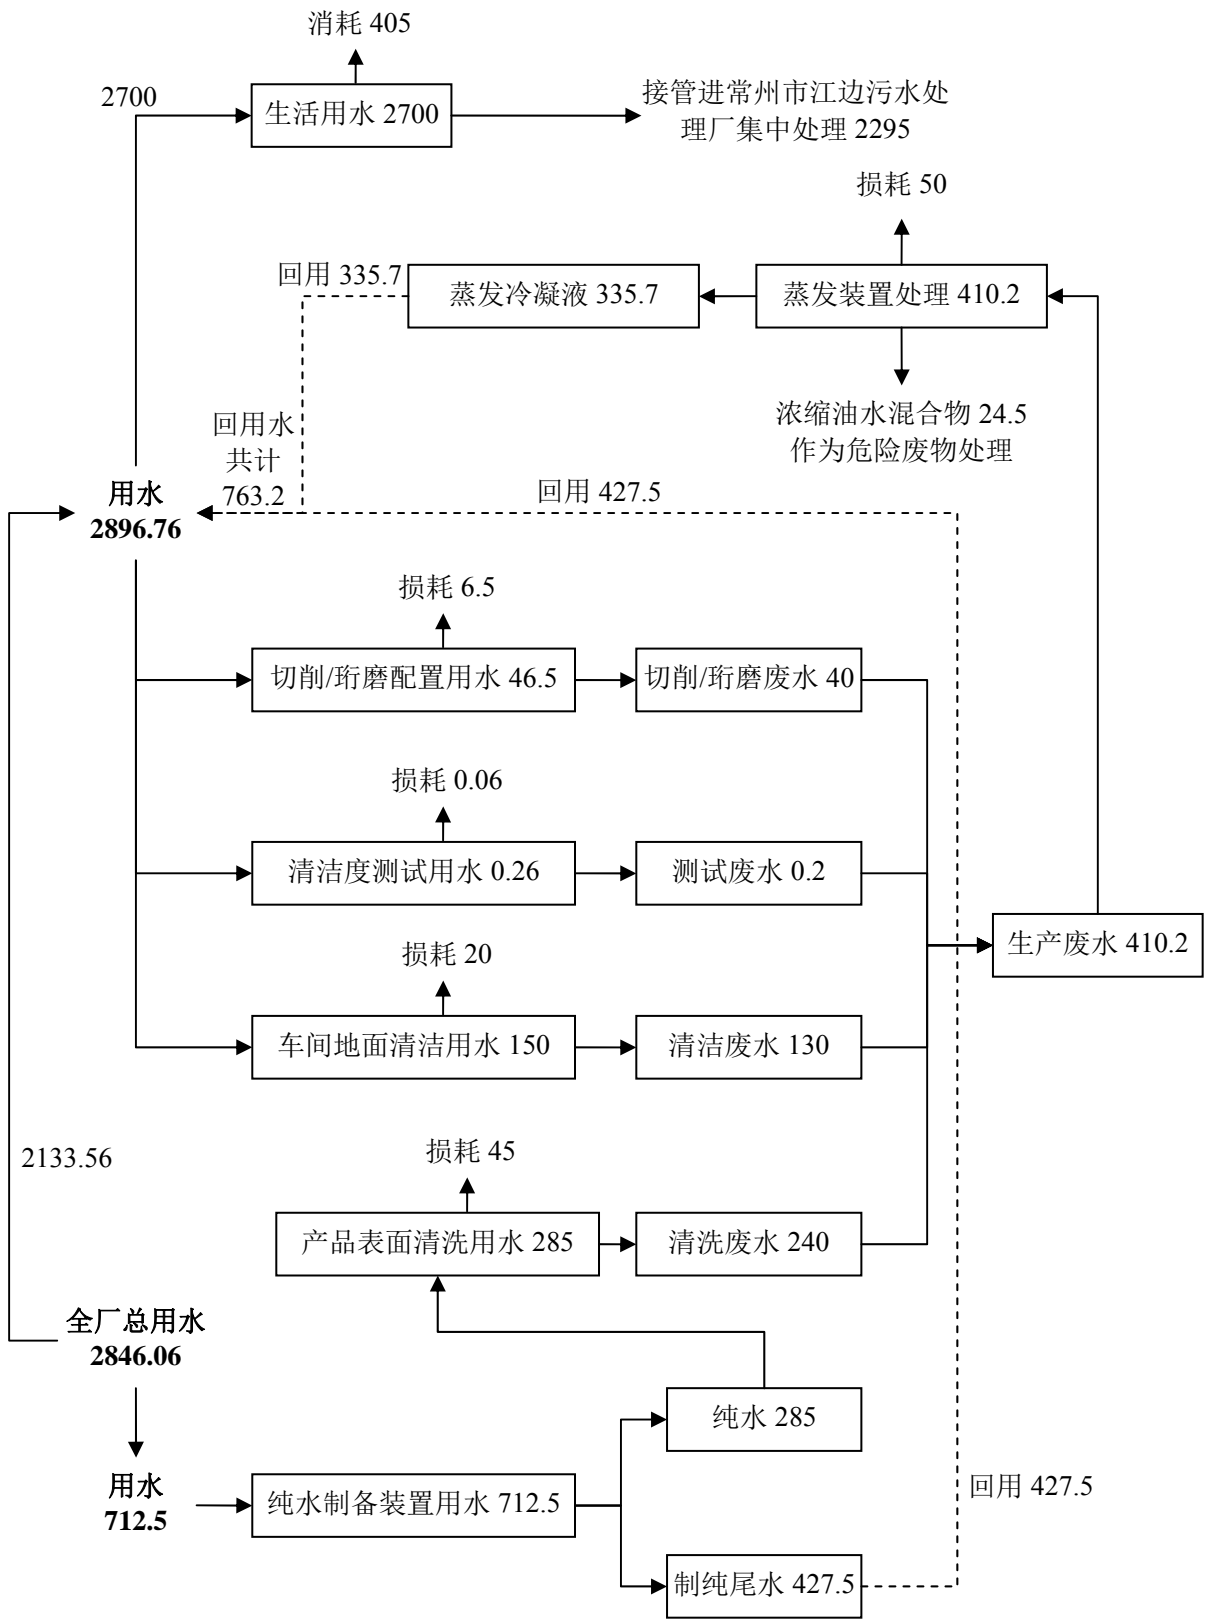 消耗 405
2700
生活用水 2700
接管进常州市江边污水处
理厂集中处理 2295
损耗 50
回用 335.7
蒸发冷凝液 335.7
蒸发装置处理 410.2
浓缩油水混合物 24.5
作为危险废物处理
回用水
共计
763.2
用水
2896.76
回用 427.5
损耗 6.5
切削/珩磨配置用水 46.5
切削/珩磨废水 40
损耗 0.06
清洁度测试用水 0.26
测试废水 0.2
生产废水 410.2
损耗 20
车间地面清洁用水 150
清洁废水 130
2133.56
损耗 45
产品表面清洗用水 285
清洗废水 240
全厂总用水
2846.06
纯水 285
用水
712.5
纯水制备装置用水 712.5
回用 427.5
制纯尾水 427.5